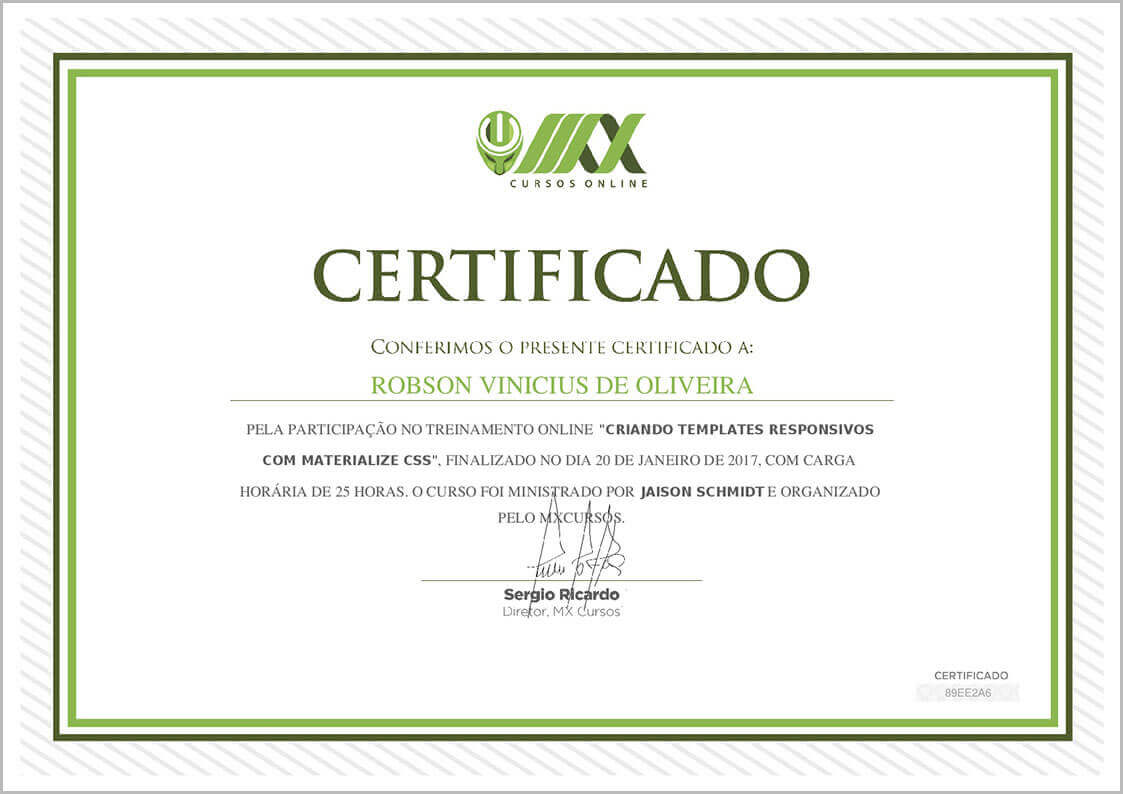 MX
CURSOS ONLINE
CERTIFICADO
CONFERIMOS O PRESENTE CERTIFICADO A:
ROBSON VINICIUS DE OLIVEIRA
PELA PARTICIPAÇÃO NO TREINAMENTO ONLINE "CRIANDO TEMPLATES RESPONSIVOS
COM MATERIALIZE CSS", FINALIZADO NO DIA 20 DE JANEIRO DE 2017, COM CARGA
HORÁRIA DE 25 HORAS. O CURSO FOI MINISTRADO POR JAISON SCHMIDT E ORGANIZADO
PELO MXCURSOS.
Sergio Ricardo
Diretor, MX Cursos
CERTIFICADO
89EE2A6